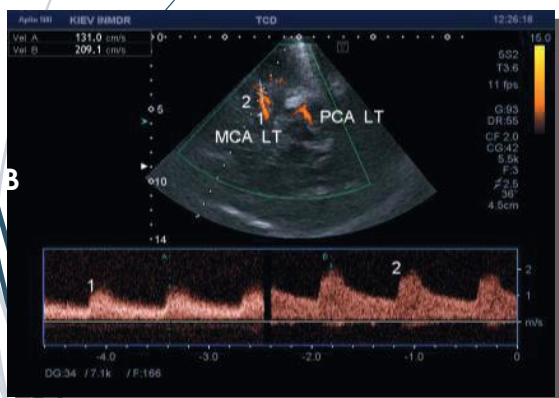 Aplio 500 KIEV INMDR TCD 12:26:18
Vel A 131.0 cm/s
Vel B 209.1 cm/s
0
15.0
5S2
T3.6
11 fps
G:93
DR:55
CF 2.0
CG:42
5.5k
F:3
2.5
36°
4.5cm
5
2
1
MCA LT
PCA LT
B
10
14
A
B
1
2
2
1
m/s
-4.0 -3.0 -2.0 -1.0 0
DG:34 /7.1k /F:166